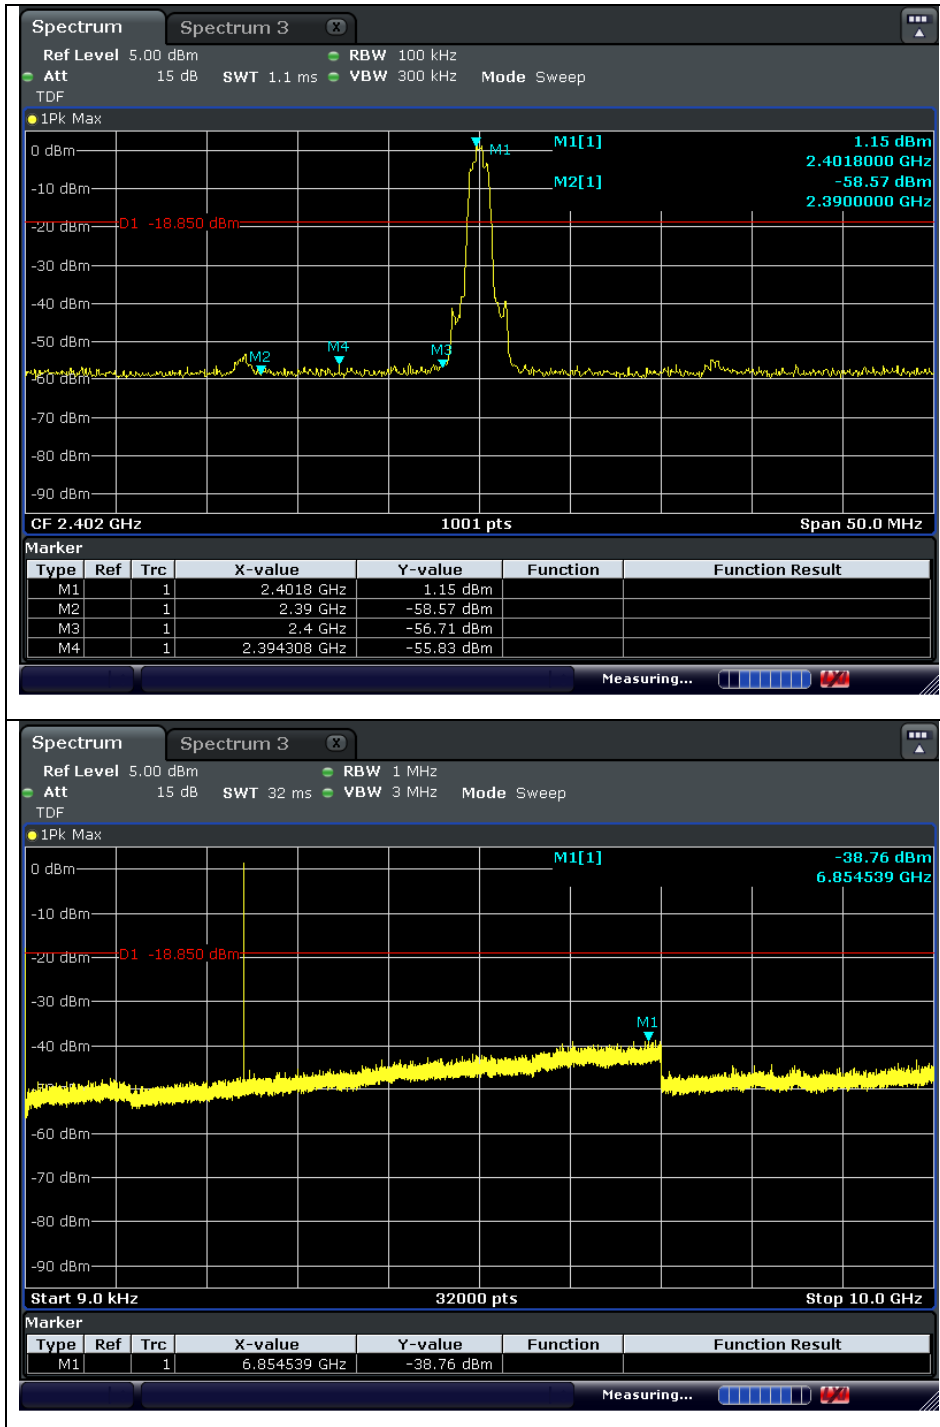 Spectrum Spectrum 3
Ref Level 5.00 dBm RBW 100 kHz
Att 15 dB SWT 1.1 ms VBW 300 kHz Mode Sweep
TDF
1Pk Max
M1[1] 1.15 dBm
2.4018000 GHz
M2[1] -58.57 dBm
2.3900000 GHz
0 dBm
M1
-10 dBm
D1 -18.850 dBm
-20 dBm
-30 dBm
-40 dBm
-50 dBm
M2 M4 M3
-60 dBm
-70 dBm
-80 dBm
-90 dBm
CF 2.402 GHz 1001 pts Span 50.0 MHz
Marker
Type Ref Trc X-value Y-value Function Function Result
M1 1 2.4018 GHz 1.15 dBm
M2 1 2.39 GHz -58.57 dBm
M3 1 2.4 GHz -56.71 dBm
M4 1 2.394308 GHz -55.83 dBm
Measuring...
Spectrum Spectrum 3
Ref Level 5.00 dBm RBW 1 MHz
Att 15 dB SWT 32 ms VBW 3 MHz Mode Sweep
TDF
1Pk Max
M1[1] -38.76 dBm
6.854539 GHz
0 dBm
-10 dBm
D1 -18.850 dBm
-20 dBm
-30 dBm
M1
-40 dBm
-60 dBm
-70 dBm
-80 dBm
-90 dBm
Start 9.0 kHz 32000 pts Stop 10.0 GHz
Marker
Type Ref Trc X-value Y-value Function Function Result
M1 1 6.854539 GHz -38.76 dBm
Measuring...